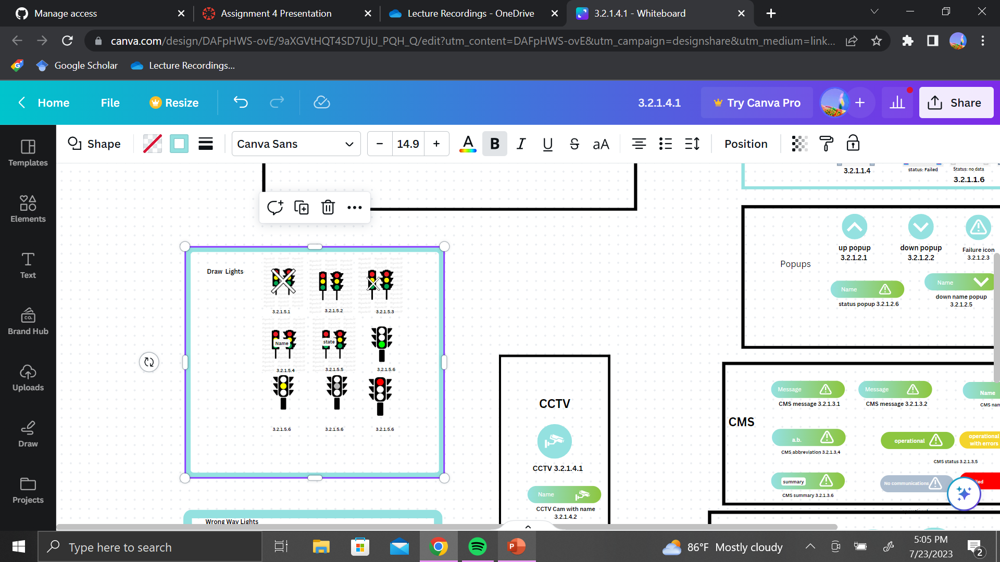 Manage access
Assignment 4 Presentation
Lecture Recordings - OneDrive
3.2.1.4.1 - Whiteboard
canva.com/design/DAFpHWS-ovE/9aXGVtHQT4SD7UjU_PQH_Q/edit?utm_content=DAFpHWS-ovE&utm_campaign=designshare&utm_medium=link...
Google Scholar
Lecture Recordings...
Home
File
Resize
3.2.1.4.1
Try Canva Pro
Share
Templates
Elements
Text
CO.
Brand Hub
Uploads
Draw
Projects
Shape
Canva Sans
14.9
A
B
I
U
S
aA
Position
3.2.1.1.4
status: Failed
Status: no data
3.2.1.1.6
Draw Lights
3.2.1.5.1
3.2.1.5.2
3.2.1.5.3
Name
state
3.2.1.5.4
3.2.1.5.5
3.2.1.5.6
3.2.1.5.6
3.2.1.5.6
3.2.1.5.6
Wrong Way Lights
CCTV
CCTV 3.2.1.4.1
Name
CCTV Cam with name
3.2.1.4.2
Popups
up popup
3.2.1.2.1
down popup
3.2.1.2.2
Failure icon
3.2.1.2.3
Name
status popup 3.2.1.2.6
Name
down name popup
3.2.1.2.5
CMS
Message
CMS message 3.2.1.3.1
Message
CMS message 3.2.1.3.2
Name
CMS nam
a.b.
CMS abbreviation 3.2.1.3.4
operational
operational
with errors
CMS status 3.2.1.3.5
summary
CMS summary 3.2.1.3.6
No communications
Type here to search
P
86°F Mostly cloudy
5:05 PM
7/23/2023
2